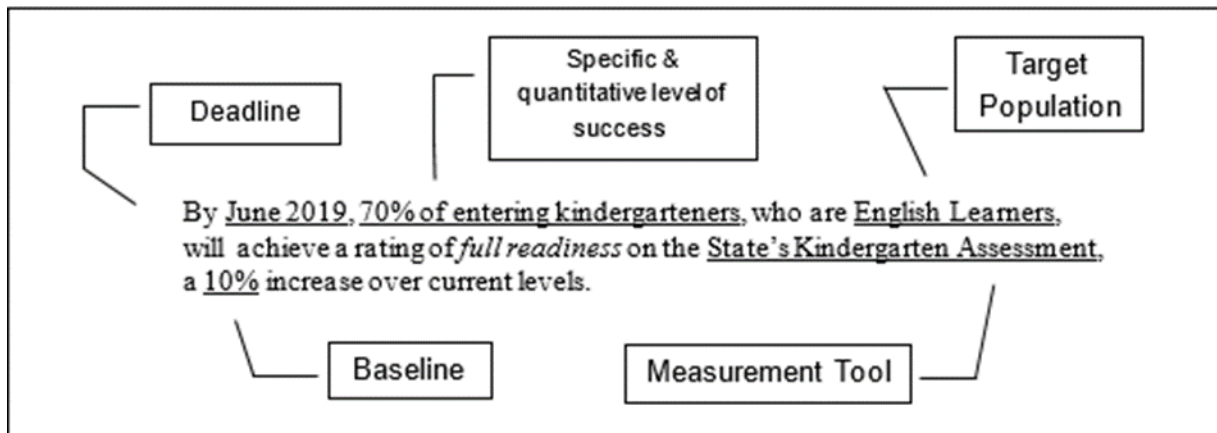 Deadline
Specific &
quantitative level of
success
Target
Population
By June 2019, 70% of entering kindergarteners, who are English Learners,
will achieve a rating of full readiness on the State's Kindergarten Assessment,
a 10% increase over current levels.
Baseline
Measurement Tool